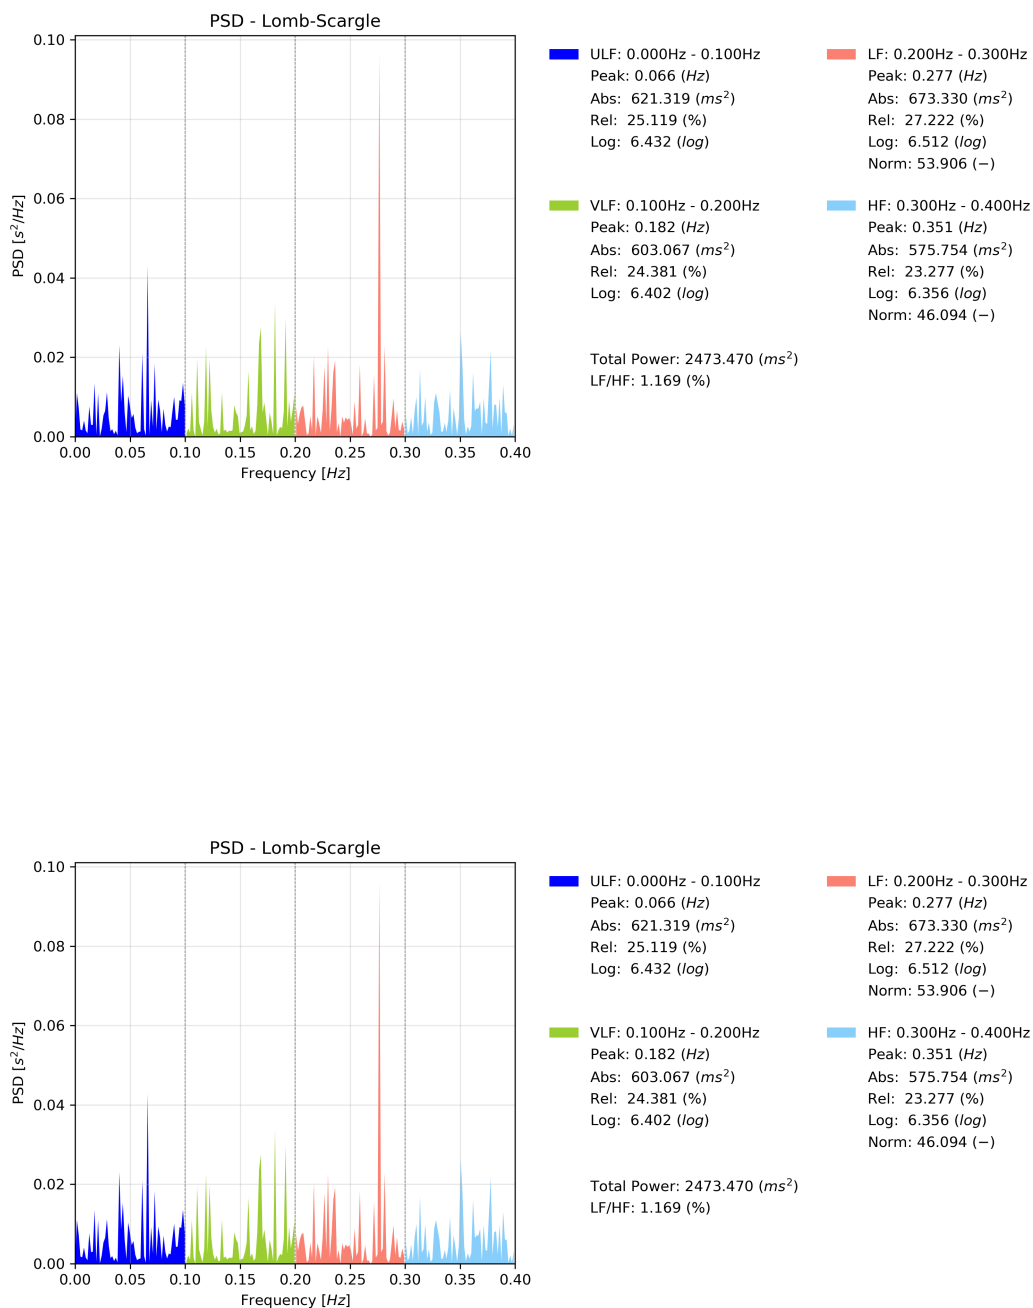 PSD - Lomb-Scargle
0.10
0.08
0.06
0.04
0.02
0.00
PSD [s²/Hz]
0.00 0.05 0.10 0.15 0.20 0.25 0.30 0.35 0.40
Frequency [Hz]
ULF: 0.000Hz - 0.100Hz
Peak: 0.066 (Hz)
Abs: 621.319 (ms²)
Rel: 25.119 (%)
Log: 6.432 (log)
VLF: 0.100Hz - 0.200Hz
Peak: 0.182 (Hz)
Abs: 603.067 (ms²)
Rel: 24.381 (%)
Log: 6.402 (log)
LF: 0.200Hz - 0.300Hz
Peak: 0.277 (Hz)
Abs: 673.330 (ms²)
Rel: 27.222 (%)
Log: 6.512 (log)
Norm: 53.906 (−)
HF: 0.300Hz - 0.400Hz
Peak: 0.351 (Hz)
Abs: 575.754 (ms²)
Rel: 23.277 (%)
Log: 6.356 (log)
Norm: 46.094 (−)
Total Power: 2473.470 (ms²)
LF/HF: 1.169 (%)
PSD - Lomb-Scargle
0.10
0.08
0.06
0.04
0.02
0.00
PSD [s²/Hz]
0.00 0.05 0.10 0.15 0.20 0.25 0.30 0.35 0.40
Frequency [Hz]
ULF: 0.000Hz - 0.100Hz
Peak: 0.066 (Hz)
Abs: 621.319 (ms²)
Rel: 25.119 (%)
Log: 6.432 (log)
VLF: 0.100Hz - 0.200Hz
Peak: 0.182 (Hz)
Abs: 603.067 (ms²)
Rel: 24.381 (%)
Log: 6.402 (log)
LF: 0.200Hz - 0.300Hz
Peak: 0.277 (Hz)
Abs: 673.330 (ms²)
Rel: 27.222 (%)
Log: 6.512 (log)
Norm: 53.906 (−)
HF: 0.300Hz - 0.400Hz
Peak: 0.351 (Hz)
Abs: 575.754 (ms²)
Rel: 23.277 (%)
Log: 6.356 (log)
Norm: 46.094 (−)
Total Power: 2473.470 (ms²)
LF/HF: 1.169 (%)